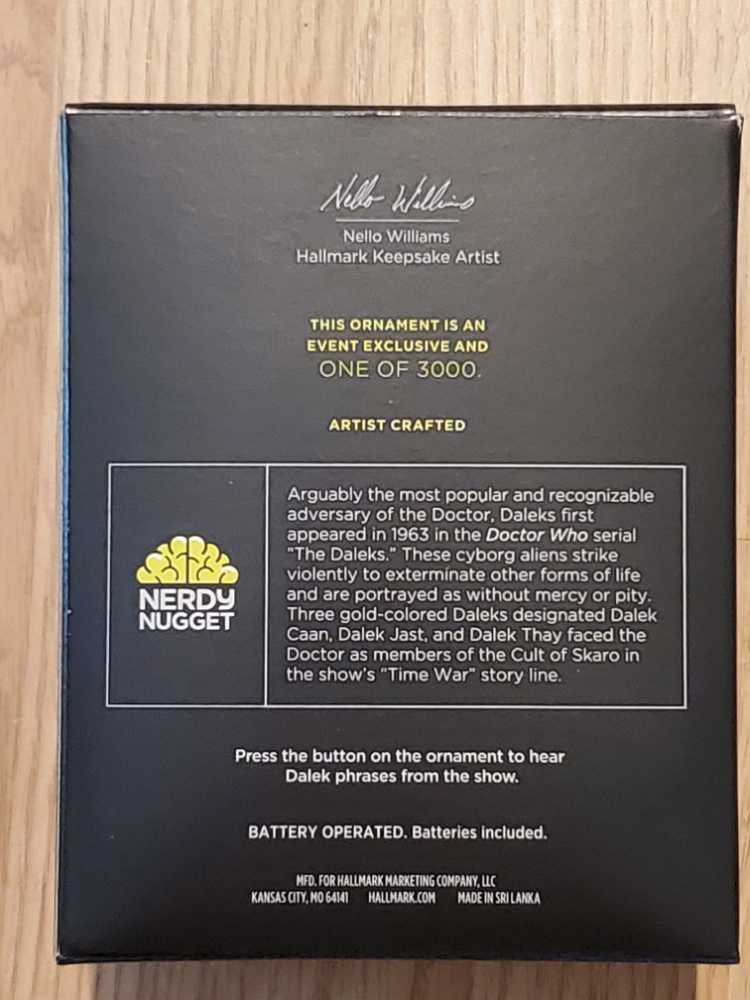 Nello Williams
Nello Williams
Hallmark Keepsake Artist
THIS ORNAMENT IS AN
EVENT EXCLUSIVE AND
ONE OF 3000.
ARTIST CRAFTED
NERDY
NUGGET
Arguably the most popular and recognizable
adversary of the Doctor, Daleks first
appeared in 1963 in the Doctor Who serial
"The Daleks." These cyborg aliens strike
violently to exterminate other forms of life
and are portrayed as without mercy or pity.
Three gold-colored Daleks designated Dalek
Caan, Dalek Jast, and Dalek Thay faced the
Doctor as members of the Cult of Skaro in
the show's "Time War" story line.
Press the button on the ornament to hear
Dalek phrases from the show.
BATTERY OPERATED. Batteries included.
MFD. FOR HALLMARK MARKETING COMPANY, LLC
KANSAS CITY, MO 64141 HALLMARK.COM MADE IN SRI LANKA